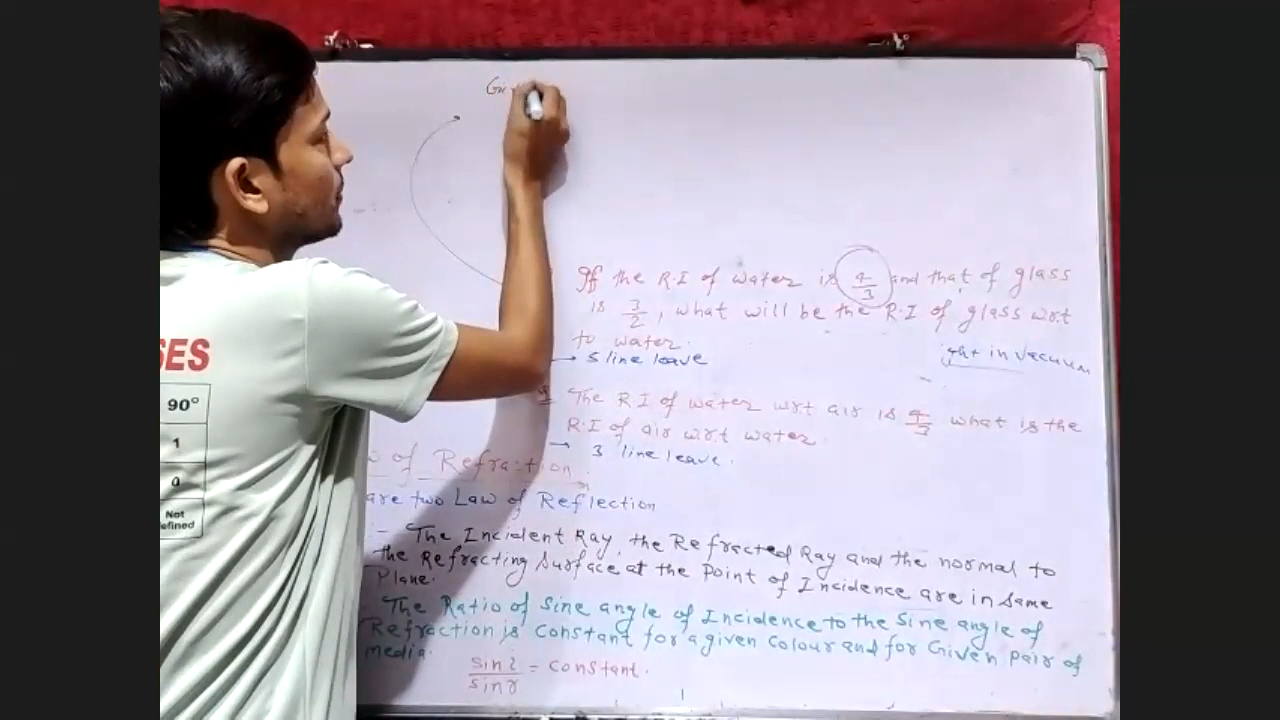 SES
90°
1
0
Not
efined
Gi
If the R.I of water is 4/3 and that of glass
is 3/2, what will be the R.I of glass w.r.t
to water.
→ 5 line leave
ight in vacuum
Q The R.I of water wrt air is 4/3 what is the
R.I of air w.r.t water.
→ 3 line leave.
w of Refraction
are two Law of Reflection
:- The Incident Ray, the Refracted Ray and the normal to
the Refracting Surface at the Point of Incidence are in same
Plane.
The Ratio of Sine angle of Incidence to the Sine angle of
Refraction is constant for a given colour and for Given Pair of
media.
sin i / sin r = constant.